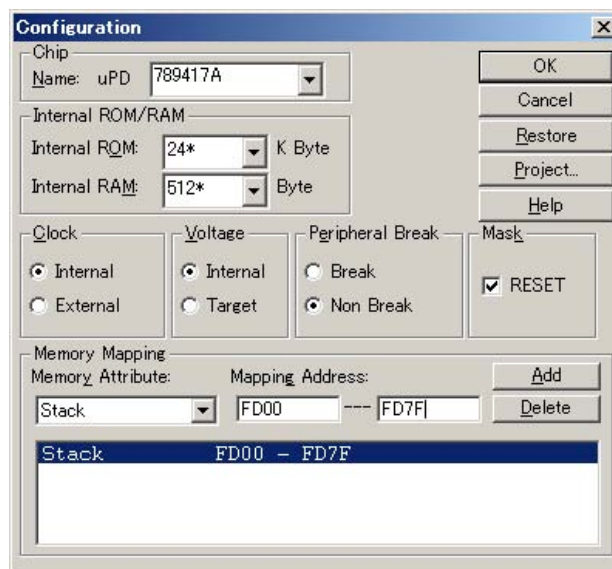 Configuration
Chip
Name: uPD 789417A
Internal ROM/RAM
Internal ROM: 24* K Byte
Internal RAM: 512* Byte
OK
Cancel
Restore
Project...
Help
Clock
Internal
External
Voltage
Internal
Target
Peripheral Break
Break
Non Break
Mask
RESET
Memory Mapping
Memory Attribute: Mapping Address:
Stack FD00 --- FD7F
Add
Delete
Stack FD00 - FD7F